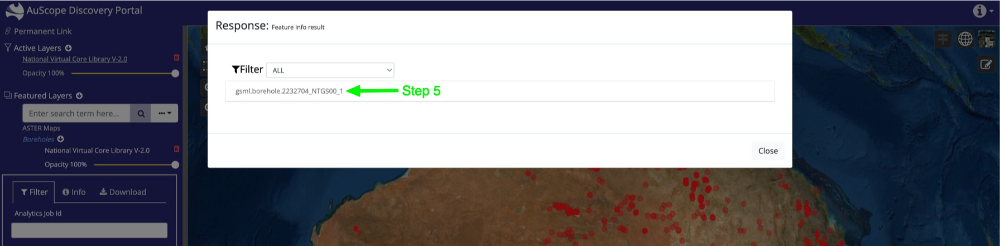 AuScope Discovery Portal
Permanent Link
Active Layers
National Virtual Core Library V-2.0
Opacity 100%
Featured Layers
Enter search term here...
ASTER Maps
Boreholes
National Virtual Core Library V-2.0
Opacity 100%
Filter Info Download
Analytics Job Id
Response: Feature Info result
Filter ALL
gsml.borehole.2232704_NTGS00_1 Step 5
Close